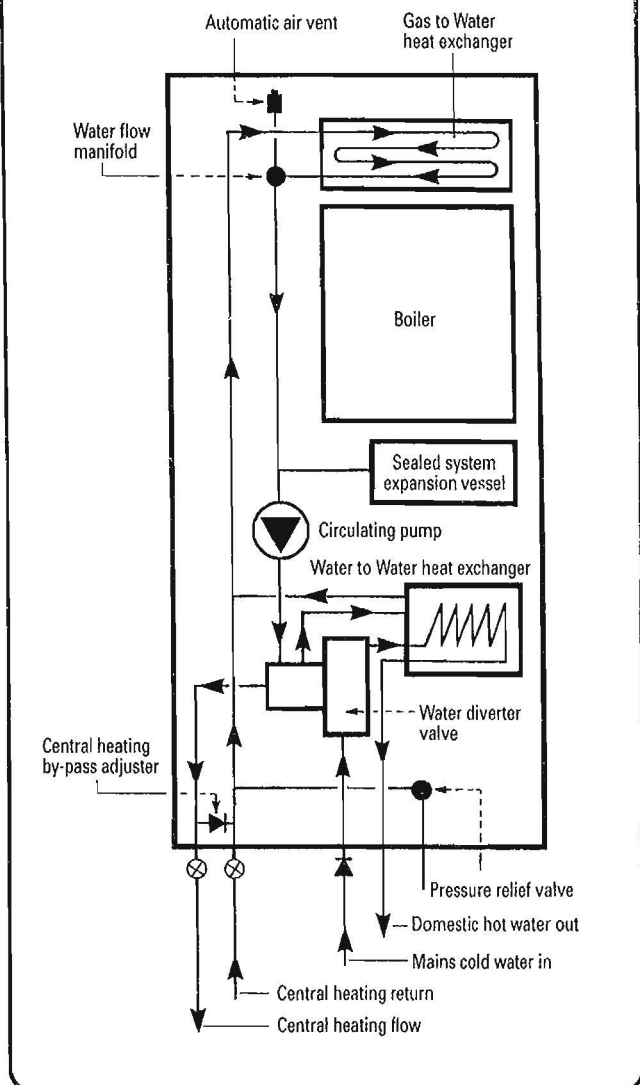 Automatic air vent
Gas to Water
heat exchanger
Water flow
manifold
Boiler
Sealed system
expansion vessel
Circulating pump
Water to Water heat exchanger
Water diverter
valve
Central heating
by-pass adjuster
Pressure relief valve
Domestic hot water out
Mains cold water in
Central heating return
Central heating flow